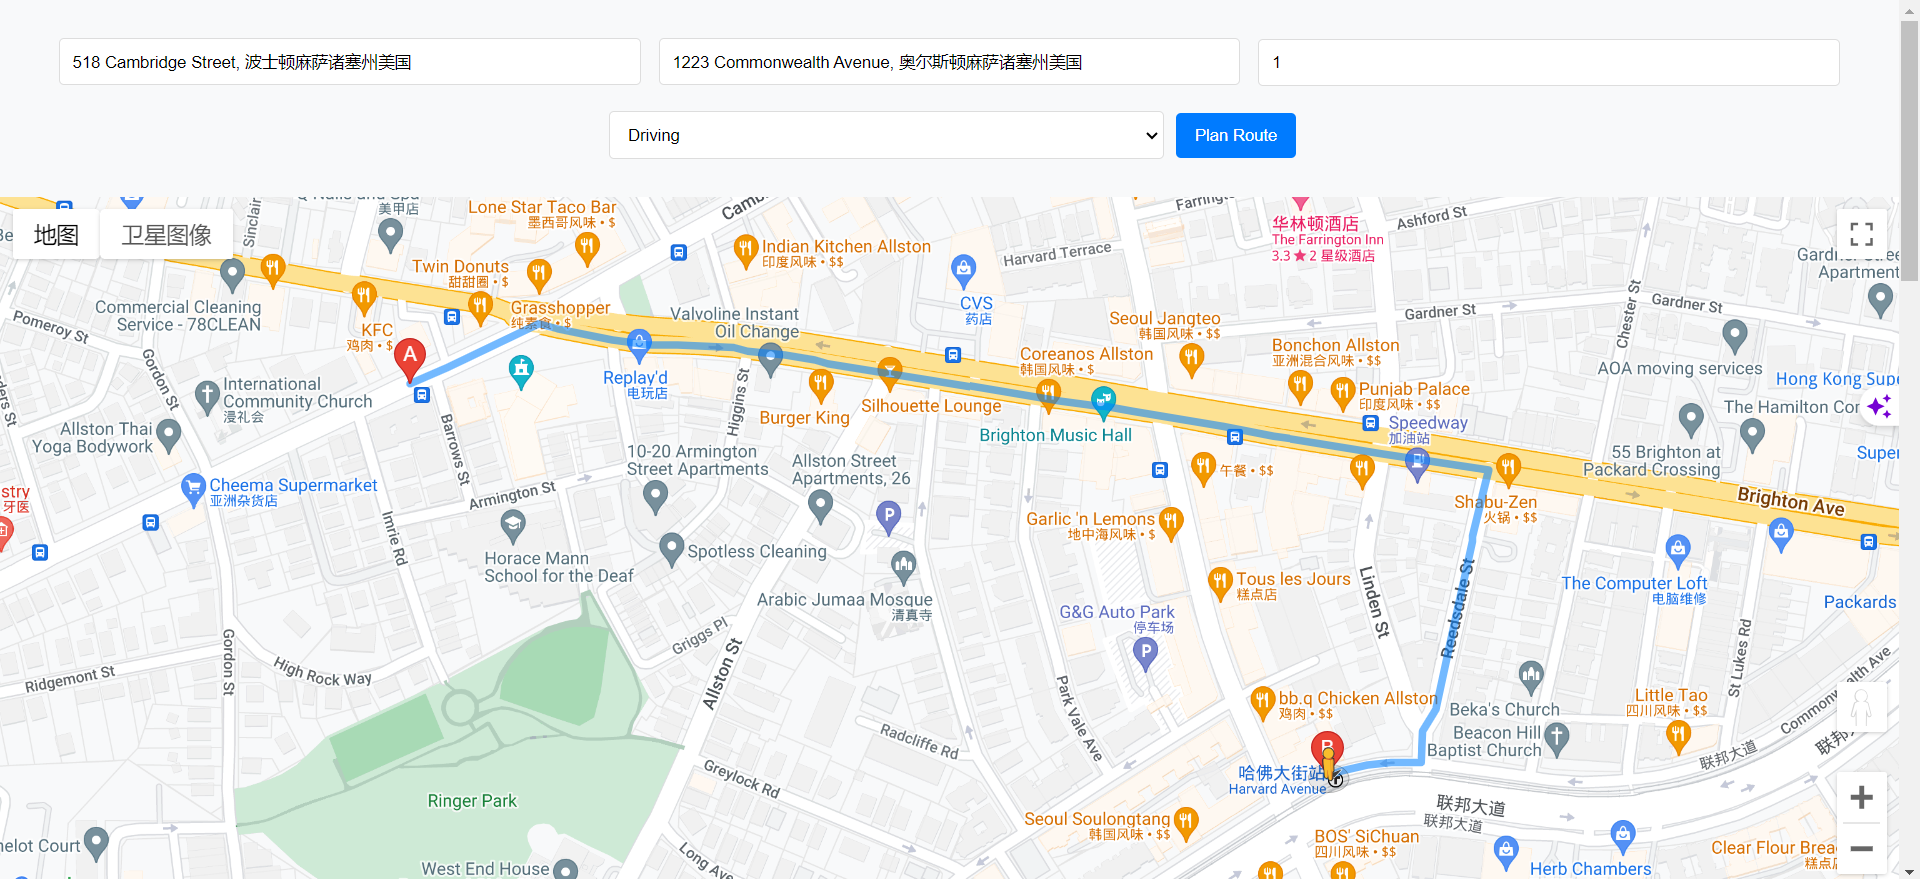 518 Cambridge Street, 波士顿麻萨诸塞州美国
1223 Commonwealth Avenue, 奥尔斯顿麻萨诸塞州美国
1
Driving
Plan Route
地图
卫星图像
Sinclair
美甲店
Lone Star Taco Bar
墨西哥风味 • $
Indian Kitchen Allston
印度风味 • $$
Harvard Terrace
华林顿酒店
The Farrington Inn
3.3★2 星级酒店
Ashford St
Twin Donuts
甜甜圈 • $
Commercial Cleaning
Service - 78CLEAN
Pomeroy St
Grasshopper
纯素食 • $
Valvoline Instant
Oil Change
CVS
药店
Seoul Jangteo
韩国风味 • $$
Gardner St
Gardner St
Chester St
KFC
鸡肉 • $
A
Gordon St
International
Community Church
漫礼会
Replay'd
电玩店
Higgins St
Burger King
Silhouette Lounge
Coreanos Allston
韩国风味 • $
Bonchon Allston
亚洲混合风味 • $$
Punjab Palace
印度风味 • $$
AOA moving services
The Hamilton
Allston Thai
Yoga Bodywork
Barrows St
Brighton Music Hall
Speedway
加油站
55 Brighton at
Packard Crossing
10-20 Armington
Street Apartments
Allston Street
Apartments, 26
午餐 • $$
Cheema Supermarket
亚洲杂货店
Armington St
Imrie Rd
P
Shabu-Zen
火锅 • $$
Brighton Ave
Garlic 'n Lemons
地中海风味 • $
Horace Mann
School for the Deaf
Spotless Cleaning
Tous les Jours
糕点店
Linden St
Reedsdale St
The Computer Loft
电脑维修
Packards
Arabic Jumaa Mosque
清真寺
G&G Auto Park
停车场
P
Griggs Pl
Allston St
Gordon St
High Rock Way
Ridgemont St
St Lukes Rd
Commonwealth Ave
Park Vale Ave
bb.q Chicken Allston
鸡肉 • $$
Beka's Church
Little Tao
四川风味 • $$
Beacon Hill
Baptist Church
Radcliffe Rd
B
哈佛大街站
Harvard Avenue
联邦大道
Greylock Rd
Ringer Park
联邦大道
联邦大道
Seoul Soulongtang
韩国风味 • $$
BOS' SiChuan
四川风味 • $$
Clear Flour
糕点店
Long Ave
West End House
Herb Chambers